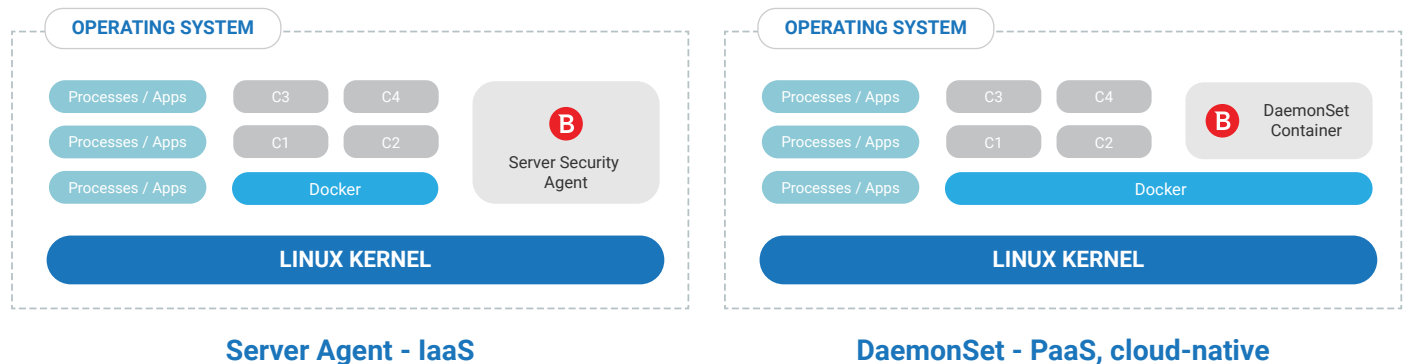 OPERATING SYSTEM
Processes / Apps
C3
C4
Processes / Apps
C1
C2
Processes / Apps
Docker
B
Server Security
Agent
LINUX KERNEL
Server Agent - IaaS
OPERATING SYSTEM
Processes / Apps
C3
C4
Processes / Apps
C1
C2
Processes / Apps
Docker
B
DaemonSet
Container
LINUX KERNEL
DaemonSet - PaaS, cloud-native